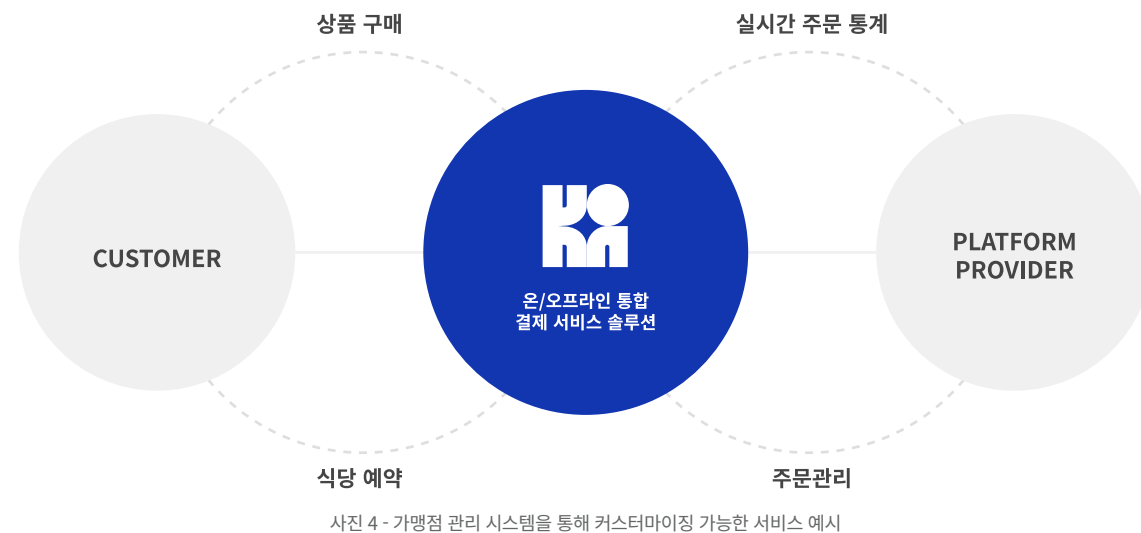 상품 구매
실시간 주문 통계
CUSTOMER
KONA
온/오프라인 통합
결제 서비스 솔루션
PLATFORM
PROVIDER
식당 예약
주문관리
사진 4 - 가맹점 관리 시스템을 통해 커스터마이징 가능한 서비스 예시